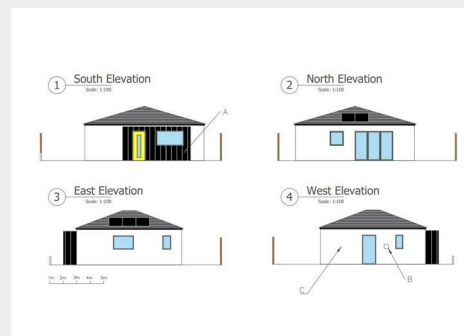 1 South Elevation
Scale: 1:100
2 North Elevation
Scale: 1:100
A
3 East Elevation
Scale: 1:100
4 West Elevation
Scale: 1:100
B
C
1m 2m 3m 4m 5m